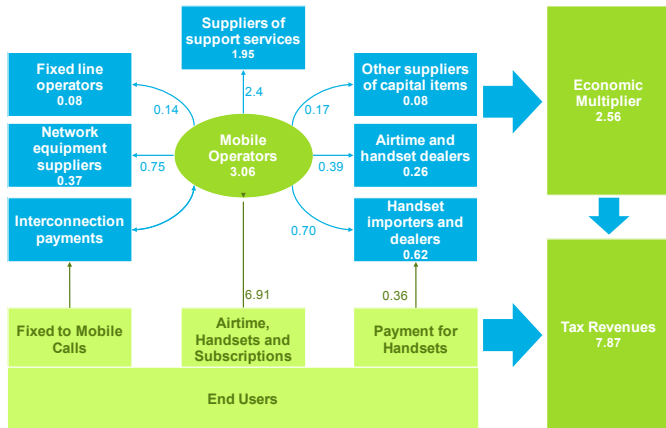 Suppliers of
support services
1.95
Fixed line
operators
0.08
Other suppliers
of capital items
0.08
Economic
Multiplier
2.56
2.4
0.14
0.17
Network
equipment
suppliers
0.37
Mobile
Operators
3.06
Airtime and
handset dealers
0.26
0.75
0.39
Interconnection
payments
Handset
importers and
dealers
0.62
0.70
6.91
0.36
Fixed to Mobile
Calls
Airtime,
Handsets and
Subscriptions
Payment for
Handsets
Tax Revenues
7.87
End Users